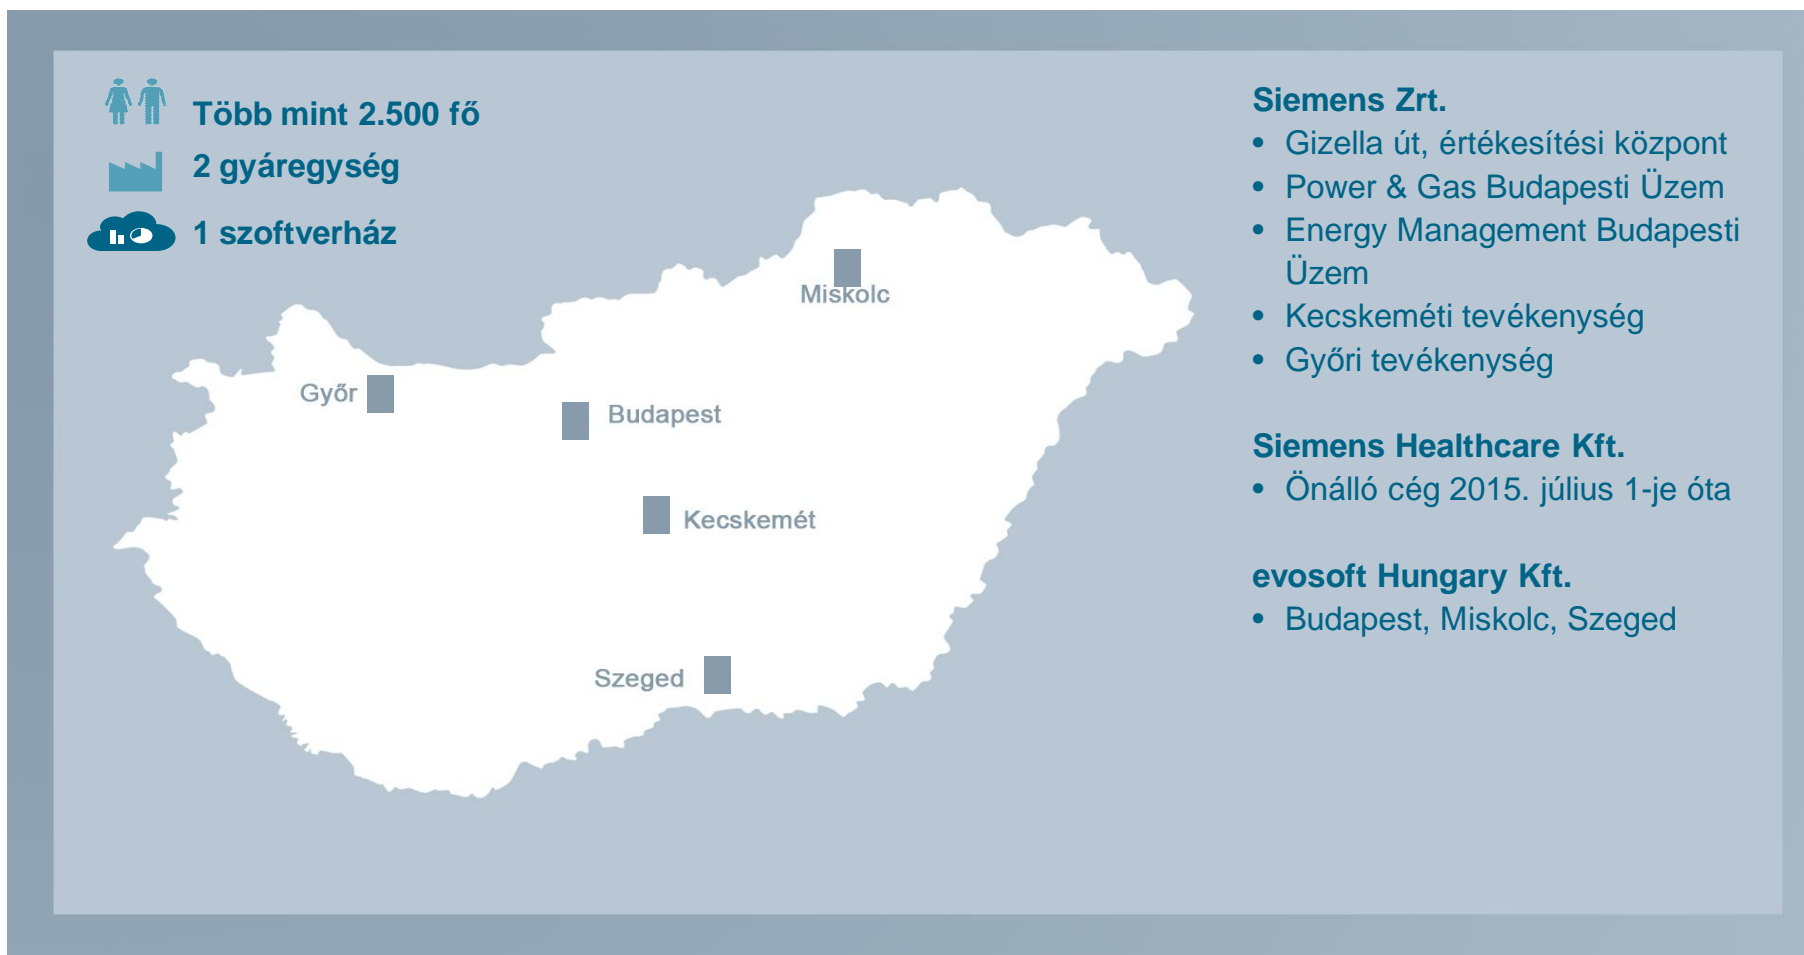 Több mint 2.500 fő
2 gyáregység
1 szoftverház
Miskolc
Győr
Budapest
Kecskemét
Szeged
Siemens Zrt.
• Gizella út, értékesítési központ
• Power & Gas Budapesti Üzem
• Energy Management Budapesti
Üzem
• Kecskeméti tevékenység
• Győri tevékenység
Siemens Healthcare Kft.
• Önálló cég 2015. július 1-je óta
evosoft Hungary Kft.
• Budapest, Miskolc, Szeged